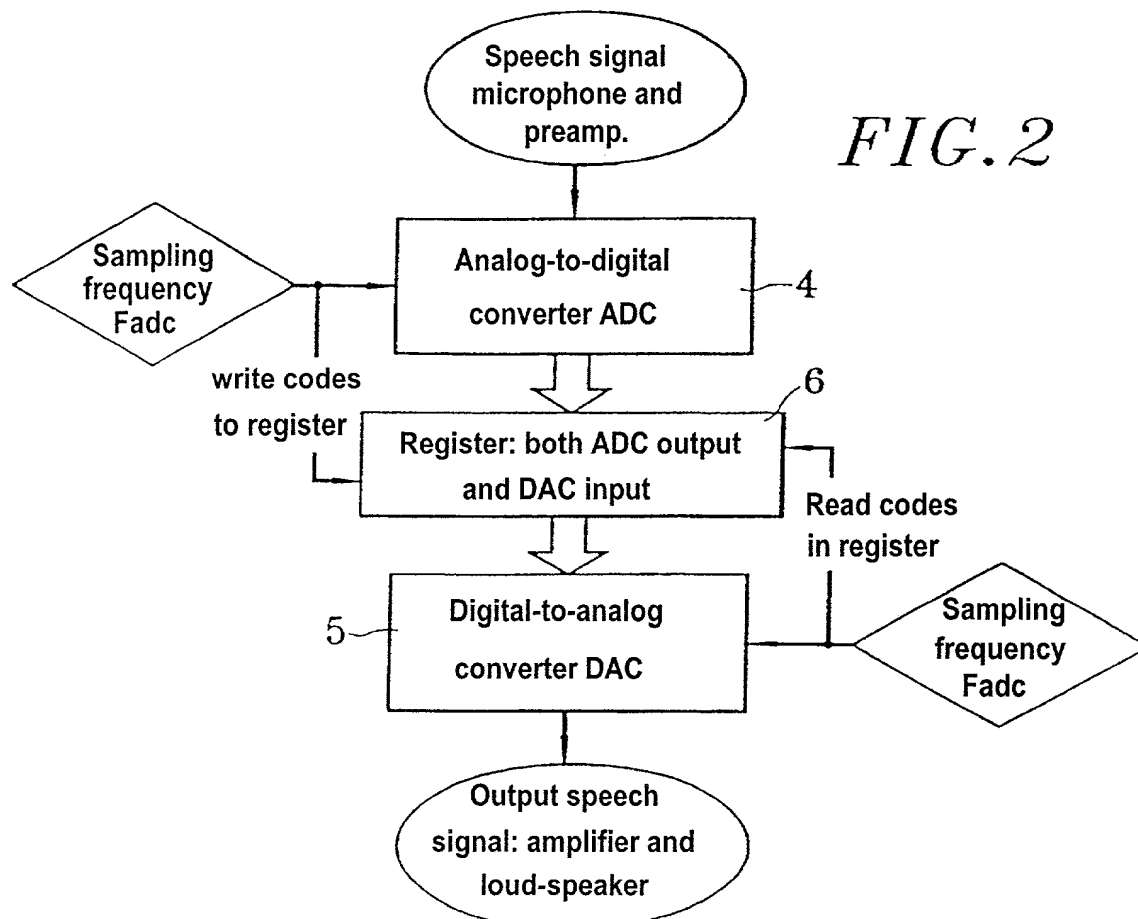 Speech signal
microphone and
preamp.
FIG.2
Sampling
frequency
Fadc
Analog-to-digital
converter ADC
4
write codes
to register
6
Register: both ADC output
and DAC input
Read codes
in register
5
Digital-to-analog
converter DAC
Sampling
frequency
Fadc
Output speech
signal: amplifier and
loud-speaker